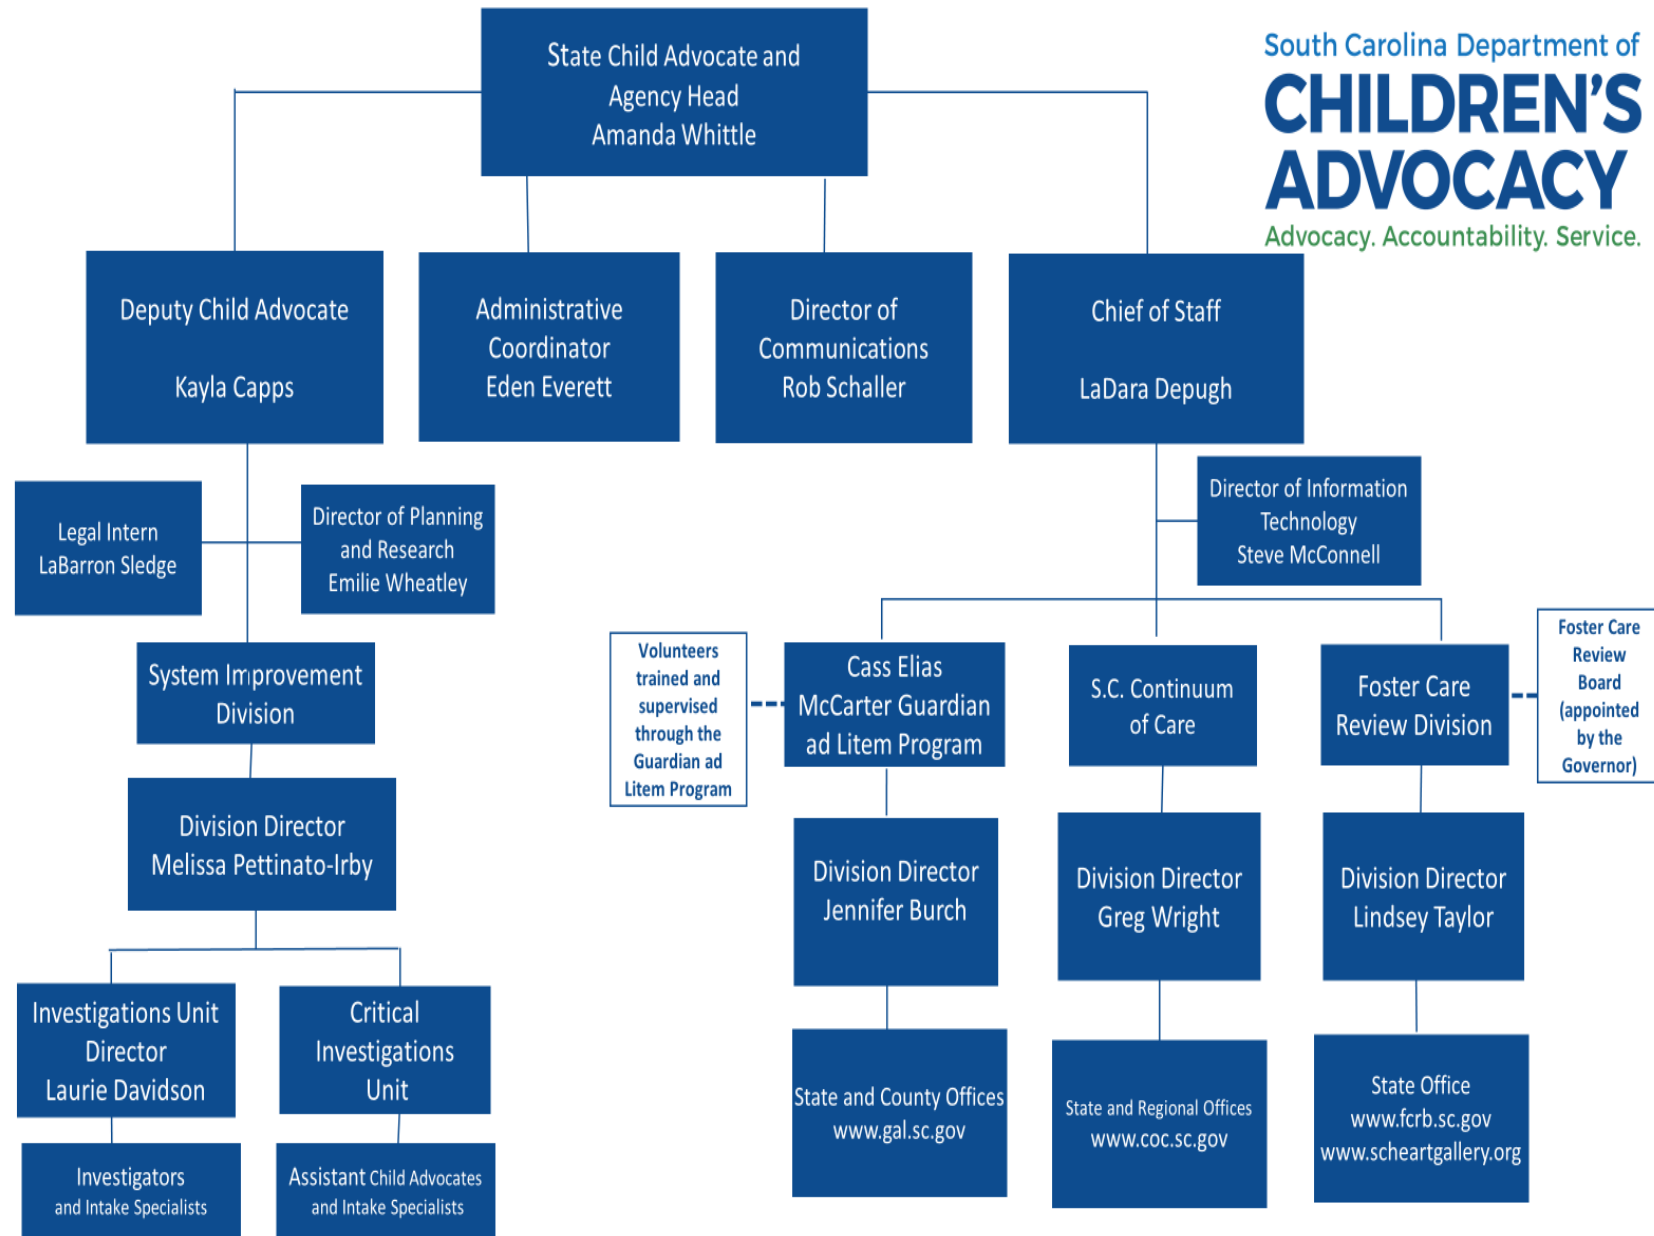 State Child Advocate and
Agency Head
Amanda Whittle
South Carolina Department of
CHILDREN'S
ADVOCACY
Advocacy. Accountability. Service.
Deputy Child Advocate
Kayla Capps
Administrative
Coordinator
Eden Everett
Director of
Communications
Rob Schaller
Chief of Staff
LaDara Depugh
Legal Intern
LaBarron Sledge
Director of Planning
and Research
Emilie Wheatley
Director of Information
Technology
Steve McConnell
System Improvement
Division
Volunteers
trained and
supervised
through the
Guardian ad
Litem Program
Cass Elias
McCarter Guardian
ad Litem Program
S.C. Continuum
of Care
Foster Care
Review Division
Foster Care
Review
Board
(appointed
by the
Governor)
Division Director
Melissa Pettinato-Irby
Division Director
Jennifer Burch
Division Director
Greg Wright
Division Director
Lindsey Taylor
Investigations Unit
Director
Laurie Davidson
Critical
Investigations
Unit
State and County Offices
www.gal.sc.gov
State and Regional Offices
www.coc.sc.gov
State Office
www.fcrb.sc.gov
www.scheartgallery.org
Investigators
and Intake Specialists
Assistant Child Advocates
and Intake Specialists